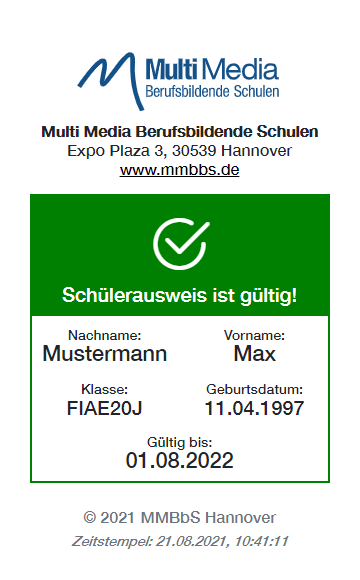 Multi Media
Berufsbildende Schulen
Multi Media Berufsbildende Schulen
Expo Plaza 3, 30539 Hannover
www.mmbbs.de
Schülerausweis ist gültig!
Nachname: Vorname:
Mustermann Max
Klasse: Geburtsdatum:
FIAE20J 11.04.1997
Gültig bis:
01.08.2022
© 2021 MMBbS Hannover
Zeitstempel: 21.08.2021, 10:41:11